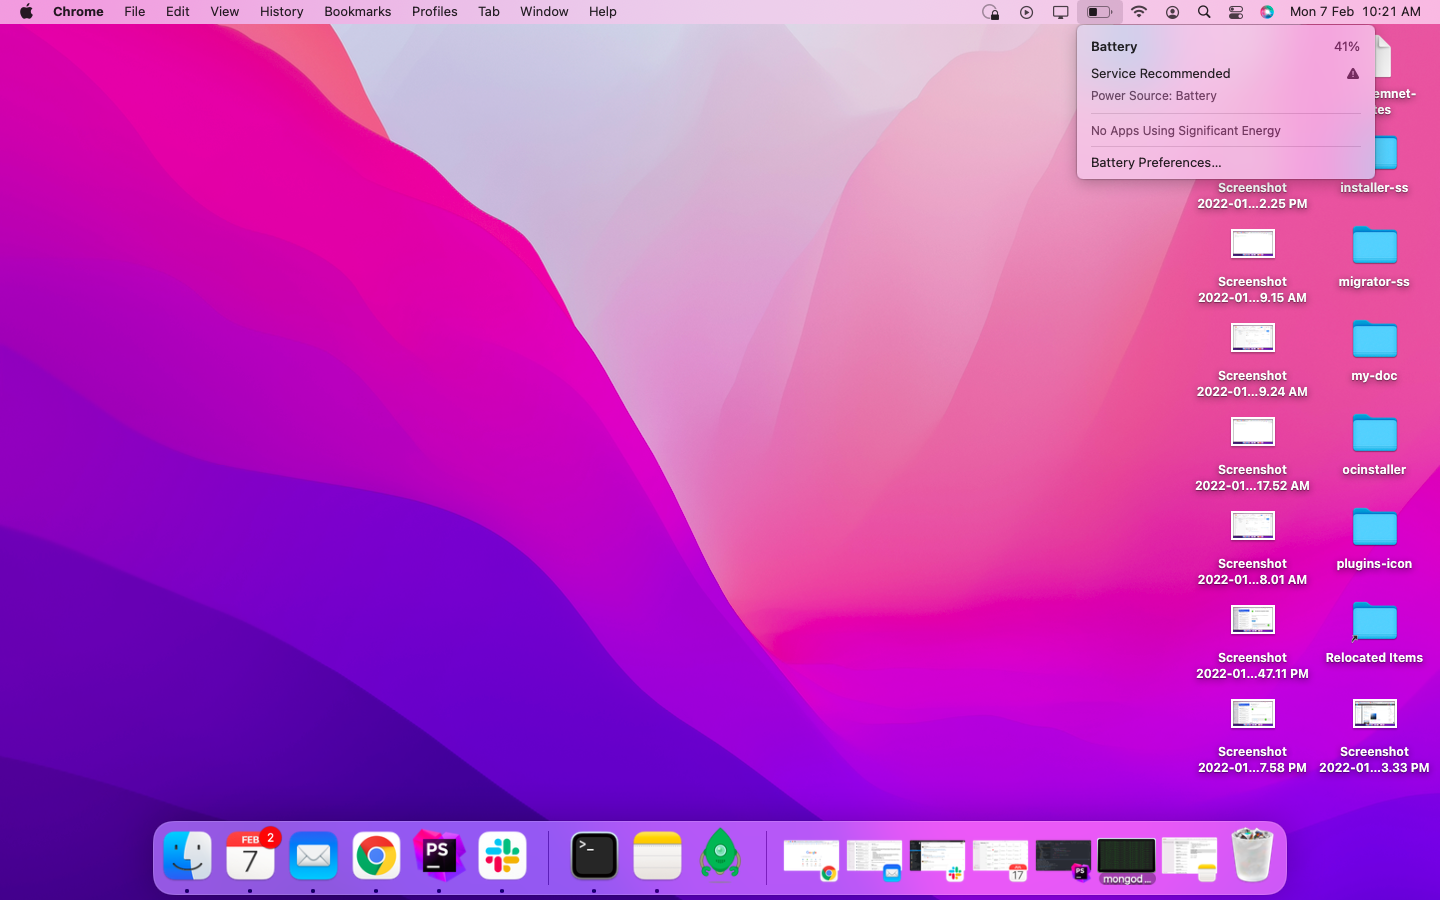 Chrome File Edit View History Bookmarks Profiles Tab Window Help Mon 7 Feb 10:21 AM
Battery 41%
Service Recommended
Power Source: Battery
No Apps Using Significant Energy
Battery Preferences...
Screenshot
2022-01...2.25 PM
installer-ss
Screenshot
2022-01...9.15 AM
migrator-ss
Screenshot
2022-01...9.24 AM
my-doc
Screenshot
2022-01...17.52 AM
ocinstaller
Screenshot
2022-01...8.01 AM
plugins-icon
Screenshot
2022-01...47.11 PM
Relocated Items
Screenshot
2022-01...7.58 PM
Screenshot
2022-01...3.33 PM
FEB
7
2
PS
>_
17
PS
mongod...